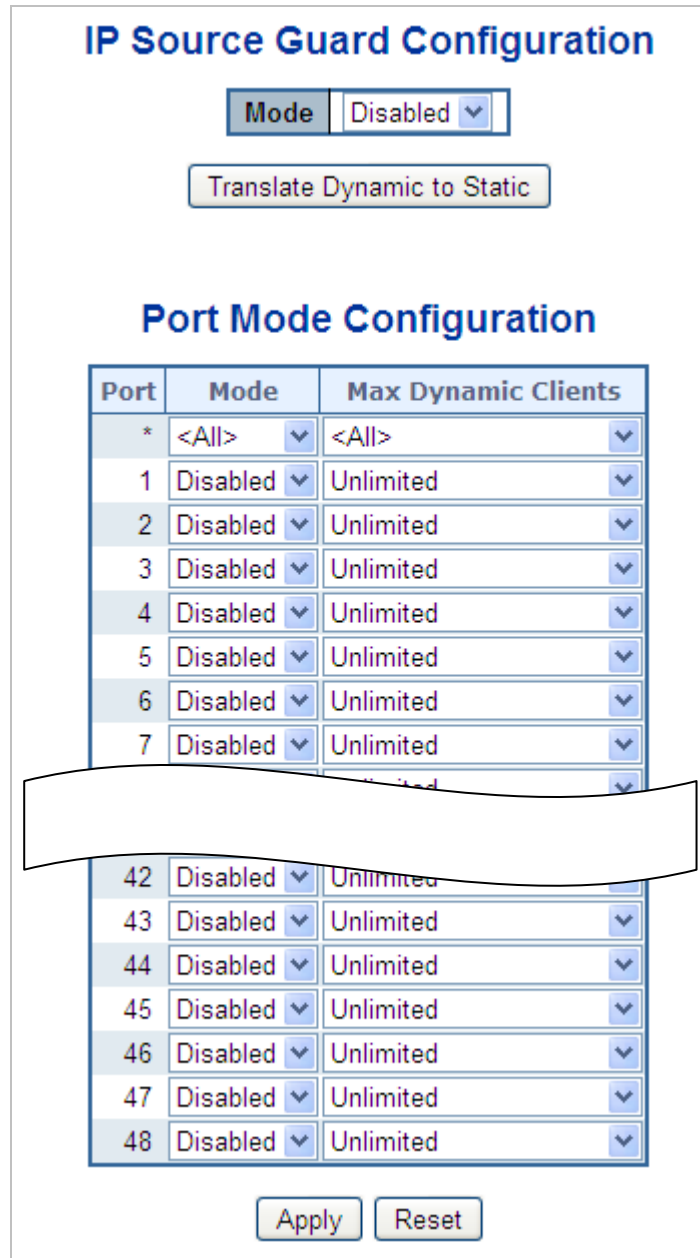 IP Source Guard Configuration
Mode Disabled
Translate Dynamic to Static
Port Mode Configuration
Port Mode Max Dynamic Clients
* <All> <All>
1 Disabled Unlimited
2 Disabled Unlimited
3 Disabled Unlimited
4 Disabled Unlimited
5 Disabled Unlimited
6 Disabled Unlimited
7 Disabled Unlimited
42 Disabled Unlimited
43 Disabled Unlimited
44 Disabled Unlimited
45 Disabled Unlimited
46 Disabled Unlimited
47 Disabled Unlimited
48 Disabled Unlimited
Apply Reset